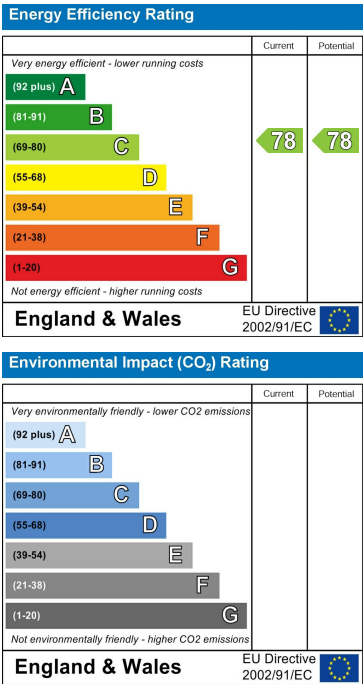 Energy Efficiency Rating
Current Potential
Very energy efficient - lower running costs
(92 plus) A
(81-91) B
(69-80) C 78 78
(55-68) D
(39-54) E
(21-38) F
(1-20) G
Not energy efficient - higher running costs
England & Wales
EU Directive
2002/91/EC
Environmental Impact (CO₂) Rating
Current Potential
Very environmentally friendly - lower CO2 emissions
(92 plus) A
(81-91) B
(69-80) C
(55-68) D
(39-54) E
(21-38) F
(1-20) G
Not environmentally friendly - higher CO2 emissions
England & Wales
EU Directive
2002/91/EC